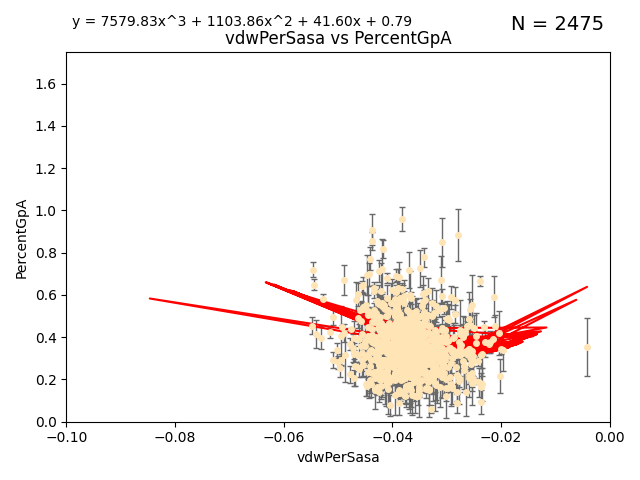 y = 7579.83x^3 + 1103.86x^2 + 41.60x + 0.79
N = 2475
vdwPerSasa vs PercentGpA
PercentGpA
1.6
1.4
1.2
1.0
0.8
0.6
0.4
0.2
0.0
−0.10 −0.08 −0.06 −0.04 −0.02 0.00
vdwPerSasa